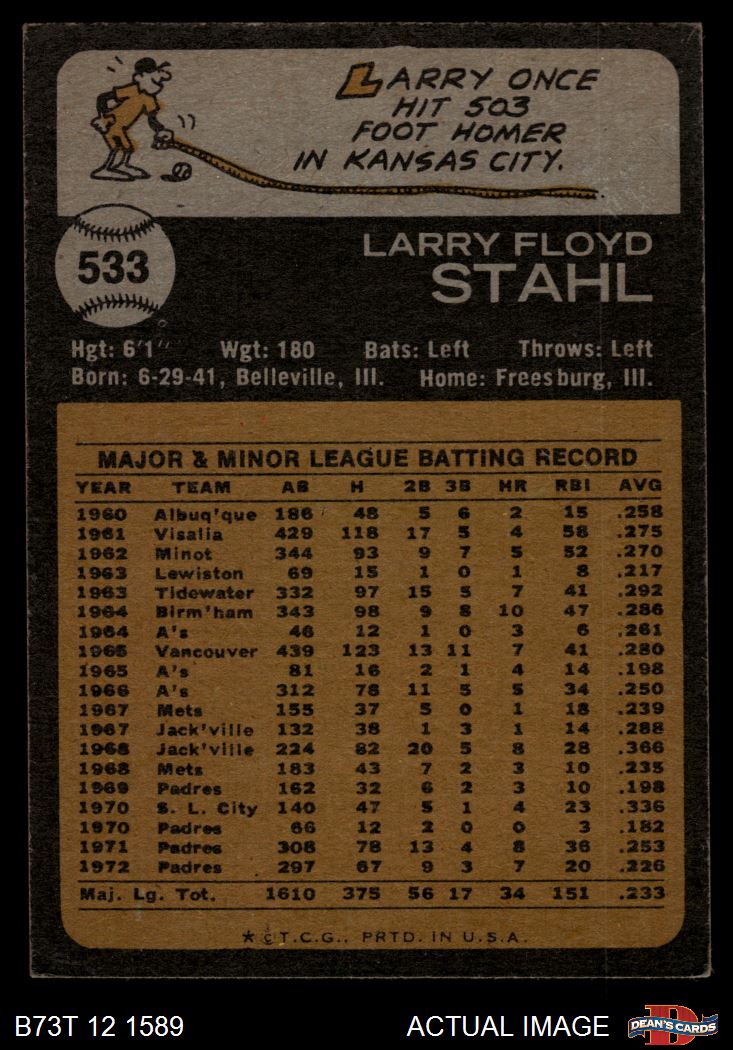 LARRY ONCE
HIT 503
FOOT HOMER
IN KANSAS CITY.
533
LARRY FLOYD
STAHL
Hgt: 6'1" Wgt: 180 Bats: Left Throws: Left
Born: 6-29-41, Belleville, Ill. Home: Freesburg, Ill.
MAJOR & MINOR LEAGUE BATTING RECORD
YEAR TEAM AB H 2B 3B HR RBI AVG
1960 Albuq'que 186 48 5 6 2 15 .258
1961 Visalia 429 118 17 5 4 58 .275
1962 Minot 344 93 9 7 5 52 .270
1963 Lewiston 69 15 1 0 1 8 .217
1963 Tidewater 332 97 15 5 7 41 .292
1964 Birm'ham 343 98 9 8 10 47 .286
1964 A's 46 12 1 0 3 6 .261
1965 Vancouver 439 123 13 11 7 41 .280
1965 A's 81 16 2 1 4 14 .198
1966 A's 312 78 11 5 5 34 .250
1967 Mets 155 37 5 0 1 18 .239
1967 Jack'ville 132 38 1 3 1 14 .288
1968 Jack'ville 224 82 20 5 8 28 .366
1968 Mets 183 43 7 2 3 10 .235
1969 Padres 162 32 6 2 3 10 .198
1970 S. L. City 140 47 5 1 4 23 .336
1970 Padres 66 12 2 0 0 3 .182
1971 Padres 308 78 13 4 8 36 .253
1972 Padres 297 67 9 3 7 20 .226
Maj. Lg. Tot. 1610 375 56 17 34 151 .233
★ © T.C.G.. PRTD. IN U.S.A.
B73T 12 1589 ACTUAL IMAGE DEAN'S CARDS